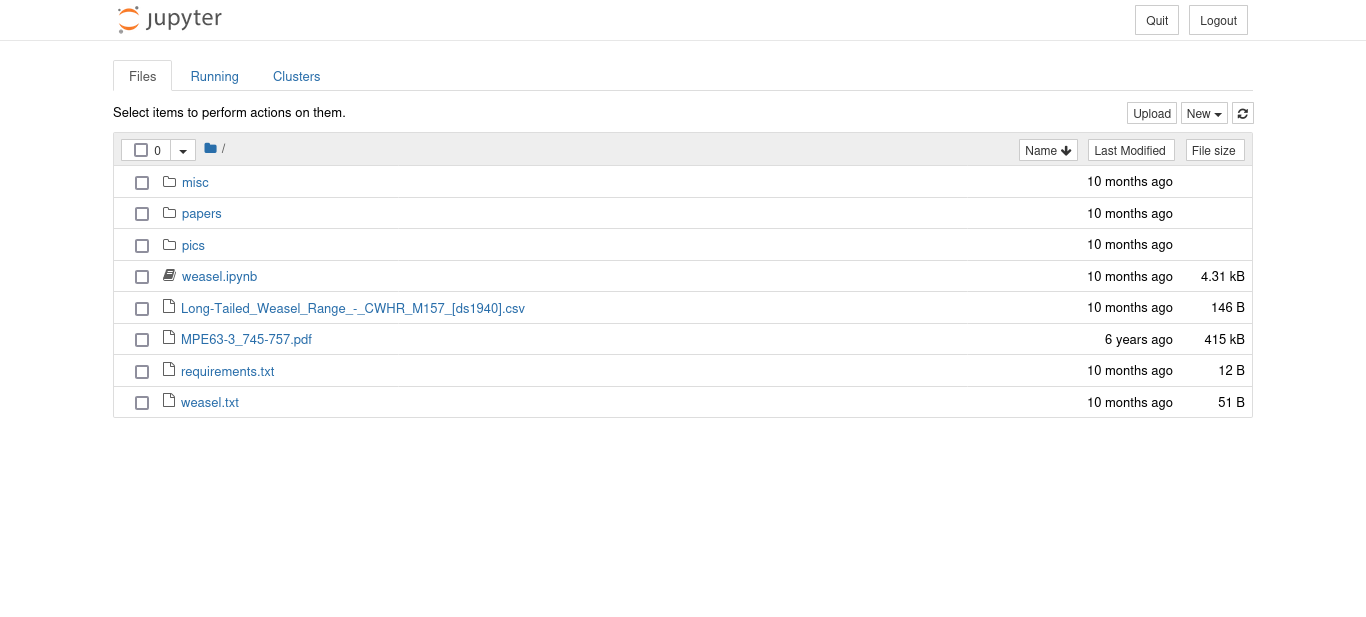 jupyter
Quit Logout
Files Running Clusters
Select items to perform actions on them.
Upload New
0 / Name Last Modified File size
misc 10 months ago
papers 10 months ago
pics 10 months ago
weasel.ipynb 10 months ago 4.31 kB
Long-Tailed_Weasel_Range_-_CWHR_M157_[ds1940].csv 10 months ago 146 B
MPE63-3_745-757.pdf 6 years ago 415 kB
requirements.txt 10 months ago 12 B
weasel.txt 10 months ago 51 B